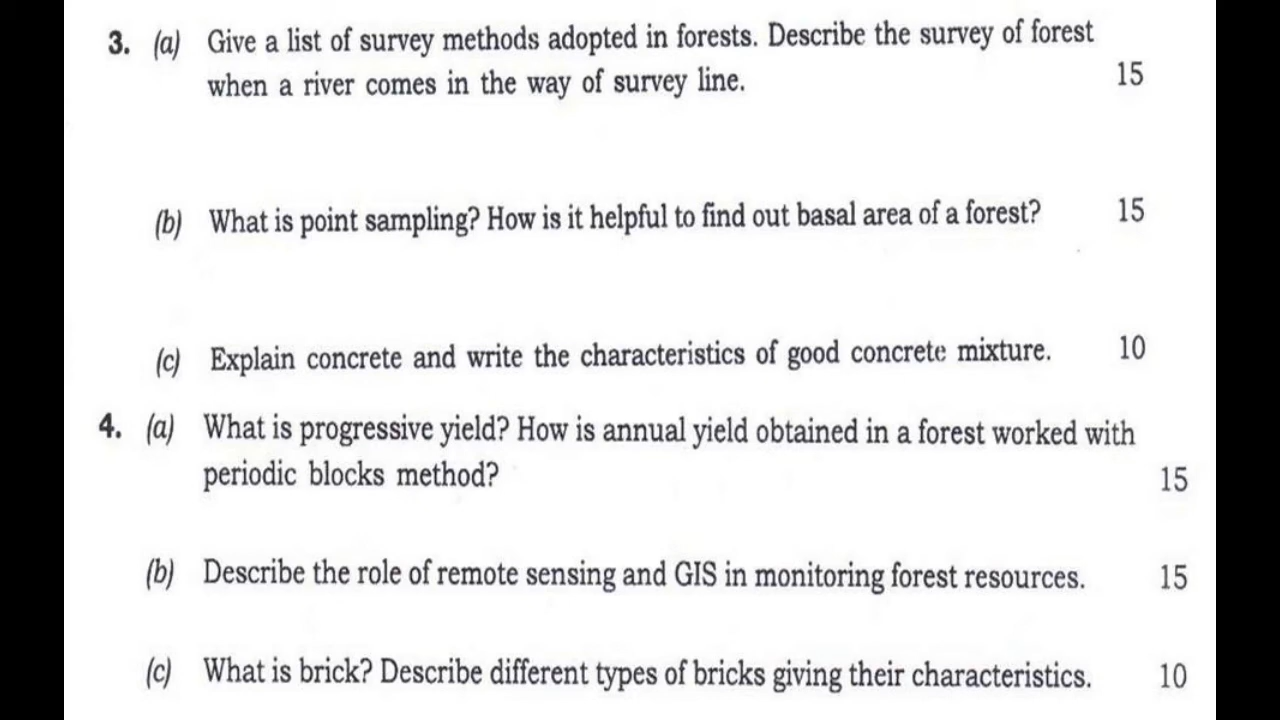 3. (a) Give a list of survey methods adopted in forests. Describe the survey of forest
when a river comes in the way of survey line. 15
(b) What is point sampling? How is it helpful to find out basal area of a forest? 15
(c) Explain concrete and write the characteristics of good concrete mixture. 10
4. (a) What is progressive yield? How is annual yield obtained in a forest worked with
periodic blocks method? 15
(b) Describe the role of remote sensing and GIS in monitoring forest resources. 15
(c) What is brick? Describe different types of bricks giving their characteristics. 10